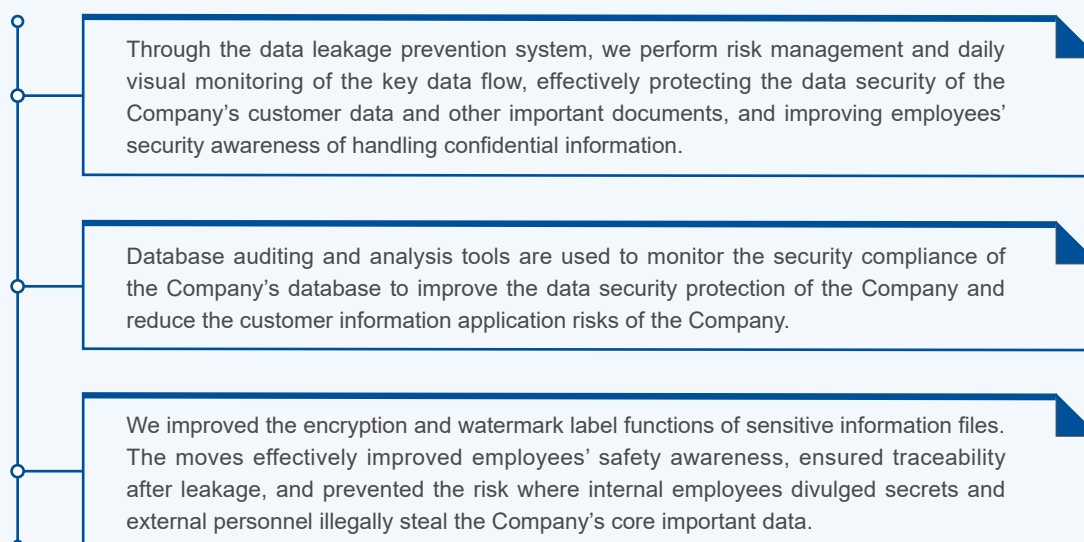 Through the data leakage prevention system, we perform risk management and daily
visual monitoring of the key data flow, effectively protecting the data security of the
Company’s customer data and other important documents, and improving employees’
security awareness of handling confidential information.
Database auditing and analysis tools are used to monitor the security compliance of
the Company’s database to improve the data security protection of the Company and
reduce the customer information application risks of the Company.
We improved the encryption and watermark label functions of sensitive information files.
The moves effectively improved employees’ safety awareness, ensured traceability
after leakage, and prevented the risk where internal employees divulged secrets and
external personnel illegally steal the Company’s core important data.